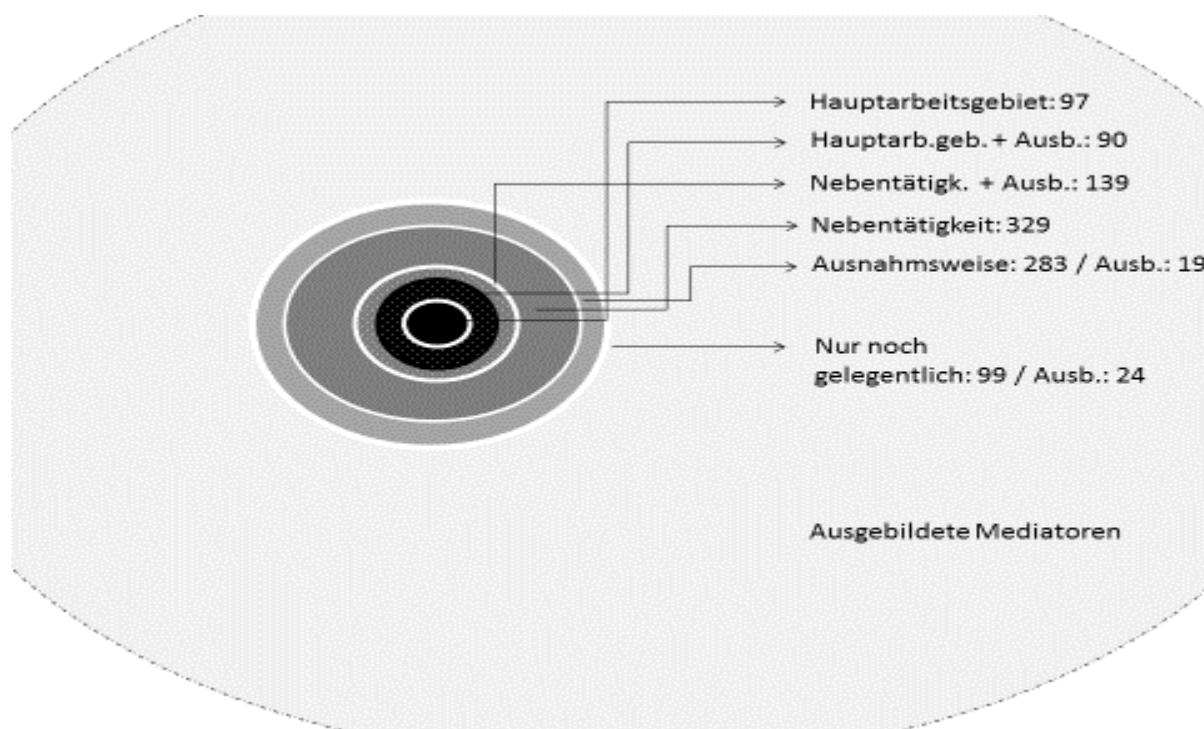 Hauptarbeitsgebiet: 97
Hauptarb.geb. + Ausb.: 90
Nebentätigk. + Ausb.: 139
Nebentätigkeit: 329
Ausnahmsweise: 283 / Ausb.: 19
Nur noch
gelegentlich: 99 / Ausb.: 24
Ausgebildete Mediatoren